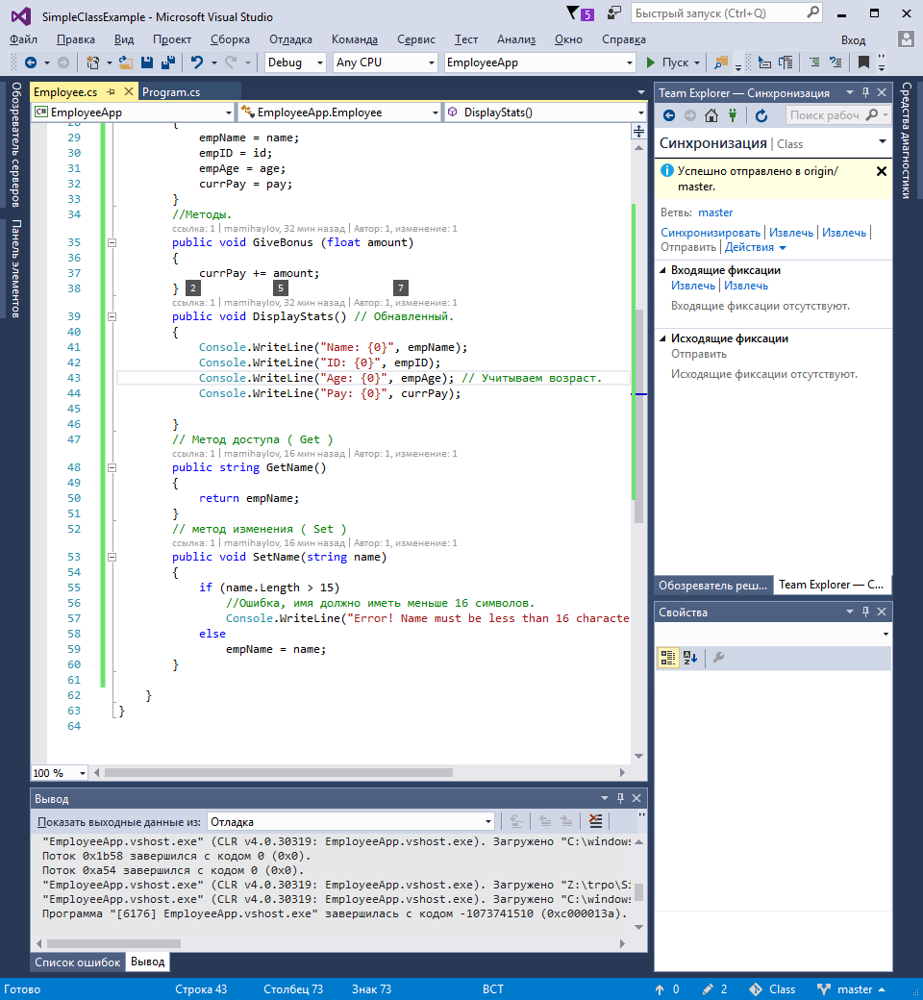 SimpleClassExample - Microsoft Visual Studio
5
Быстрый запуск (Ctrl+Q)
Файл Правка Вид Проект Сборка Отладка Команда Сервис Тест Анализ Окно Справка Вход
Debug Any CPU EmployeeApp Пуск
Обозреватель серверов
Панель элементов
Employee.cs Program.cs
EmployeeApp EmployeeApp.Employee DisplayStats()
28 {
29 empName = name;
30 empID = id;
31 empAge = age;
32 currPay = pay;
33 }
34 //Методы.
ссылка: 1 | mamihaylov, 32 мин назад | Автор: 1, изменение: 1
35 public void GiveBonus (float amount)
36 {
37 currPay += amount;
38 } 2 5 7
ссылка: 1 | mamihaylov, 32 мин назад | Автор: 1, изменение: 1
39 public void DisplayStats() // Обнавленный.
40 {
41 Console.WriteLine("Name: {0}", empName);
42 Console.WriteLine("ID: {0}", empID);
43 Console.WriteLine("Age: {0}", empAge); // Учитываем возраст.
44 Console.WriteLine("Pay: {0}", currPay);
45
46 }
47 // Метод доступа ( Get )
ссылка: 1 | mamihaylov, 16 мин назад | Автор: 1, изменение: 1
48 public string GetName()
49 {
50 return empName;
51 }
52 // метод изменения ( Set )
ссылка: 1 | mamihaylov, 16 мин назад | Автор: 1, изменение: 1
53 public void SetName(string name)
54 {
55 if (name.Length > 15)
56 //Ошибка, имя должно иметь меньше 16 символов.
57 Console.WriteLine("Error! Name must be less than 16 characte
58 else
59 empName = name;
60 }
61
62 }
63 }
64
100 %
Вывод
Показать выходные данные из: Отладка
"EmployeeApp.vshost.exe" (CLR v4.0.30319: EmployeeApp.vshost.exe). Загружено "C:\windows
Поток 0x1b58 завершился с кодом 0 (0x0).
Поток 0xa54 завершился с кодом 0 (0x0).
"EmployeeApp.vshost.exe" (CLR v4.0.30319: EmployeeApp.vshost.exe). Загружено "Z:\trpo\Si
"EmployeeApp.vshost.exe" (CLR v4.0.30319: EmployeeApp.vshost.exe). Загружено "C:\windows
Программа "[6176] EmployeeApp.vshost.exe" завершилась с кодом -1073741510 (0xc000013a).
Список ошибок Вывод
Team Explorer — Синхронизация
Поиск рабоч
Синхронизация | Class
Успешно отправлено в origin/
master.
Ветвь: master
Синхронизировать | Извлечь | Извлечь |
Отправить | Действия
Входящие фиксации
Извлечь | Извлечь
Входящие фиксации отсутствуют.
Исходящие фиксации
Отправить
Исходящие фиксации отсутствуют.
Обозреватель реш... Team Explorer — С...
Свойства
Средства диагностики
Готово Строка 43 Столбец 73 Знак 73 ВСТ 0 2 Class master